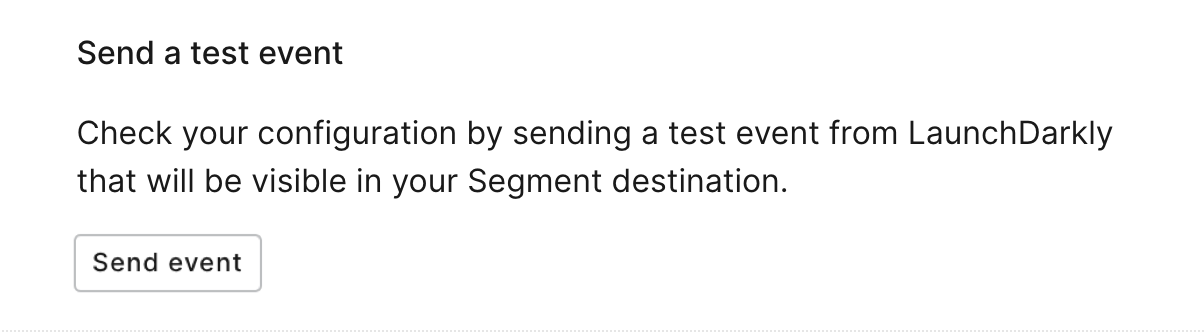 Send a test event
Check your configuration by sending a test event from LaunchDarkly
that will be visible in your Segment destination.
Send event